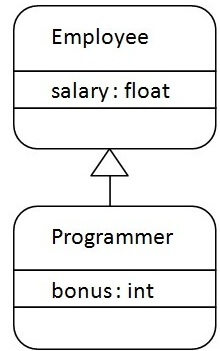 Employee
salary : float
Programmer
bonus : int